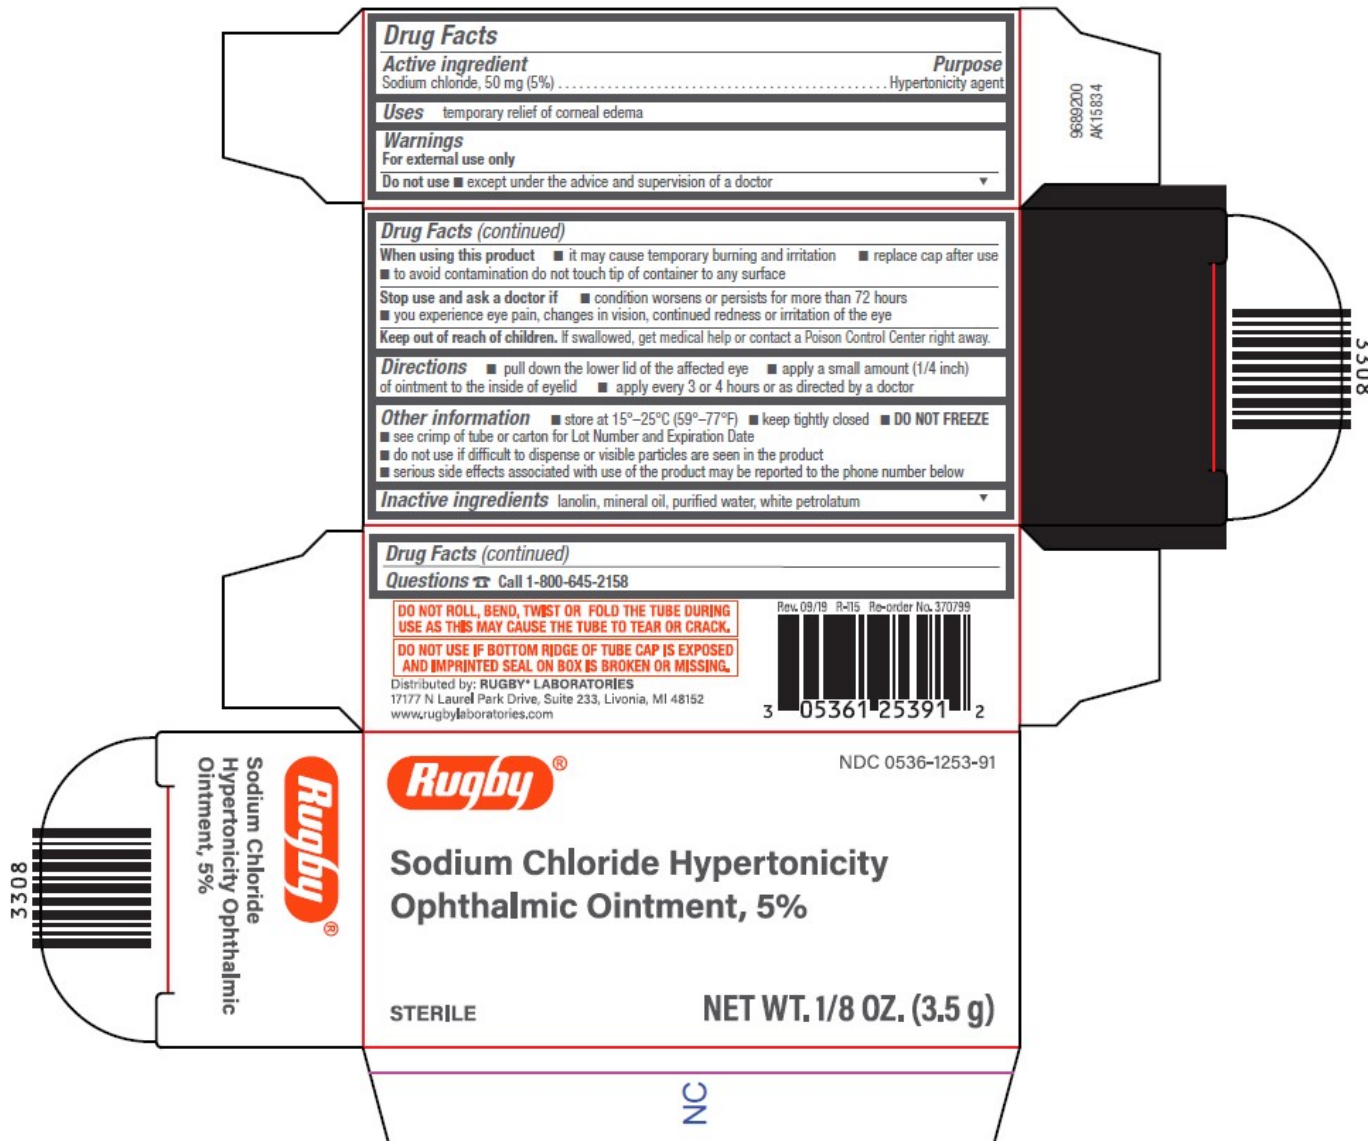 Drug Facts
Active ingredient Purpose
Sodium chloride, 50 mg (5%) ............................................... Hypertonicity agent
Uses temporary relief of corneal edema
Warnings
For external use only
Do not use ■ except under the advice and supervision of a doctor ▼
9689200
AK15834
Drug Facts (continued)
When using this product ■ it may cause temporary burning and irritation ■ replace cap after use
■ to avoid contamination do not touch tip of container to any surface
Stop use and ask a doctor if ■ condition worsens or persists for more than 72 hours
■ you experience eye pain, changes in vision, continued redness or irritation of the eye
Keep out of reach of children. If swallowed, get medical help or contact a Poison Control Center right away.
Directions ■ pull down the lower lid of the affected eye ■ apply a small amount (1/4 inch)
of ointment to the inside of eyelid ■ apply every 3 or 4 hours or as directed by a doctor
Other information ■ store at 15°–25°C (59°–77°F) ■ keep tightly closed ■ DO NOT FREEZE
■ see crimp of tube or carton for Lot Number and Expiration Date
■ do not use if difficult to dispense or visible particles are seen in the product
■ serious side effects associated with use of the product may be reported to the phone number below
Inactive ingredients lanolin, mineral oil, purified water, white petrolatum ▼
3308
Drug Facts (continued)
Questions ☎ Call 1-800-645-2158
DO NOT ROLL, BEND, TWIST OR FOLD THE TUBE DURING
USE AS THIS MAY CAUSE THE TUBE TO TEAR OR CRACK.
DO NOT USE IF BOTTOM RIDGE OF TUBE CAP IS EXPOSED
AND IMPRINTED SEAL ON BOX IS BROKEN OR MISSING.
Distributed by: RUGBY® LABORATORIES
17177 N Laurel Park Drive, Suite 233, Livonia, MI 48152
www.rugbylaboratories.com
Rev. 09/19 R-115 Re-order No. 370799
3 05361 25391 2
Rugby®
Sodium Chloride
Hypertonicity Ophthalmic
Ointment, 5%
3308
Rugby®
NDC 0536-1253-91
Sodium Chloride Hypertonicity
Ophthalmic Ointment, 5%
STERILE
NET WT. 1/8 OZ. (3.5 g)
NC